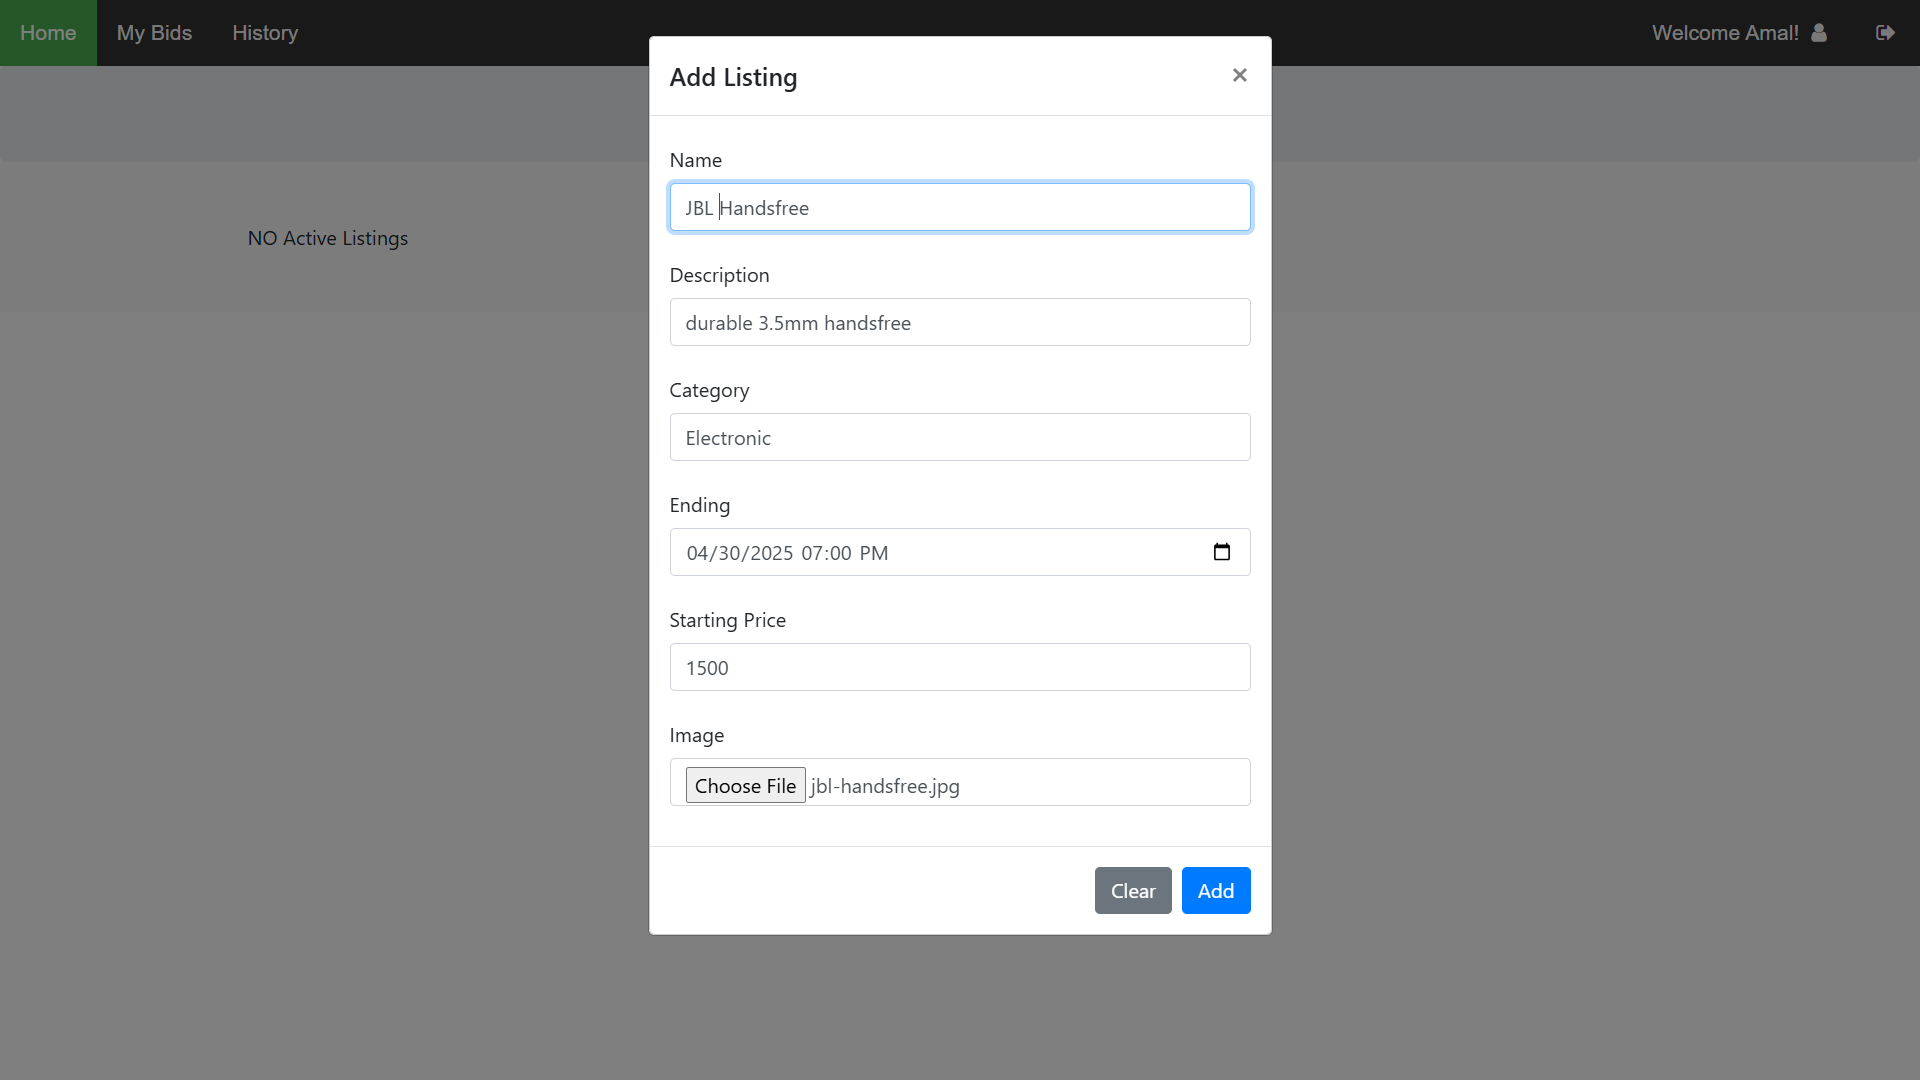 Home My Bids History Welcome Amal!
Add Listing ×
Name
JBL Handsfree
NO Active Listings
Description
durable 3.5mm handsfree
Category
Electronic
Ending
04/30/2025 07:00 PM
Starting Price
1500
Image
Choose File jbl-handsfree.jpg
Clear Add